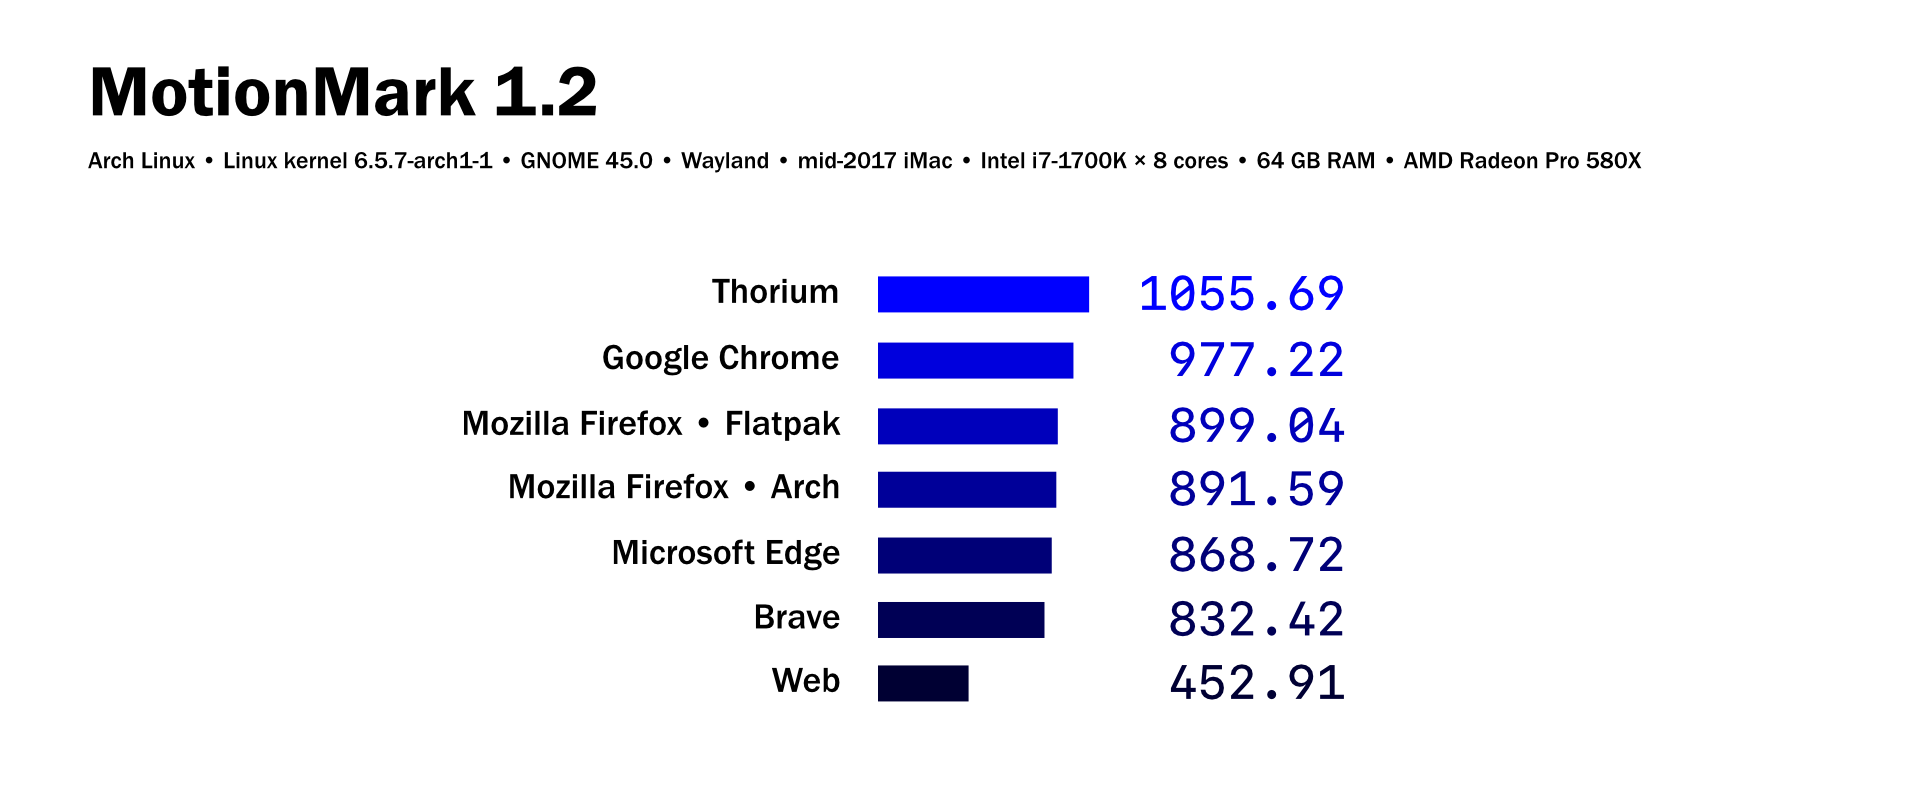 MotionMark 1.2
Arch Linux • Linux kernel 6.5.7-arch1-1 • GNOME 45.0 • Wayland • mid-2017 iMac • Intel i7-1700K × 8 cores • 64 GB RAM • AMD Radeon Pro 580X
Thorium 1055.69
Google Chrome 977.22
Mozilla Firefox • Flatpak 899.04
Mozilla Firefox • Arch 891.59
Microsoft Edge 868.72
Brave 832.42
Web 452.91